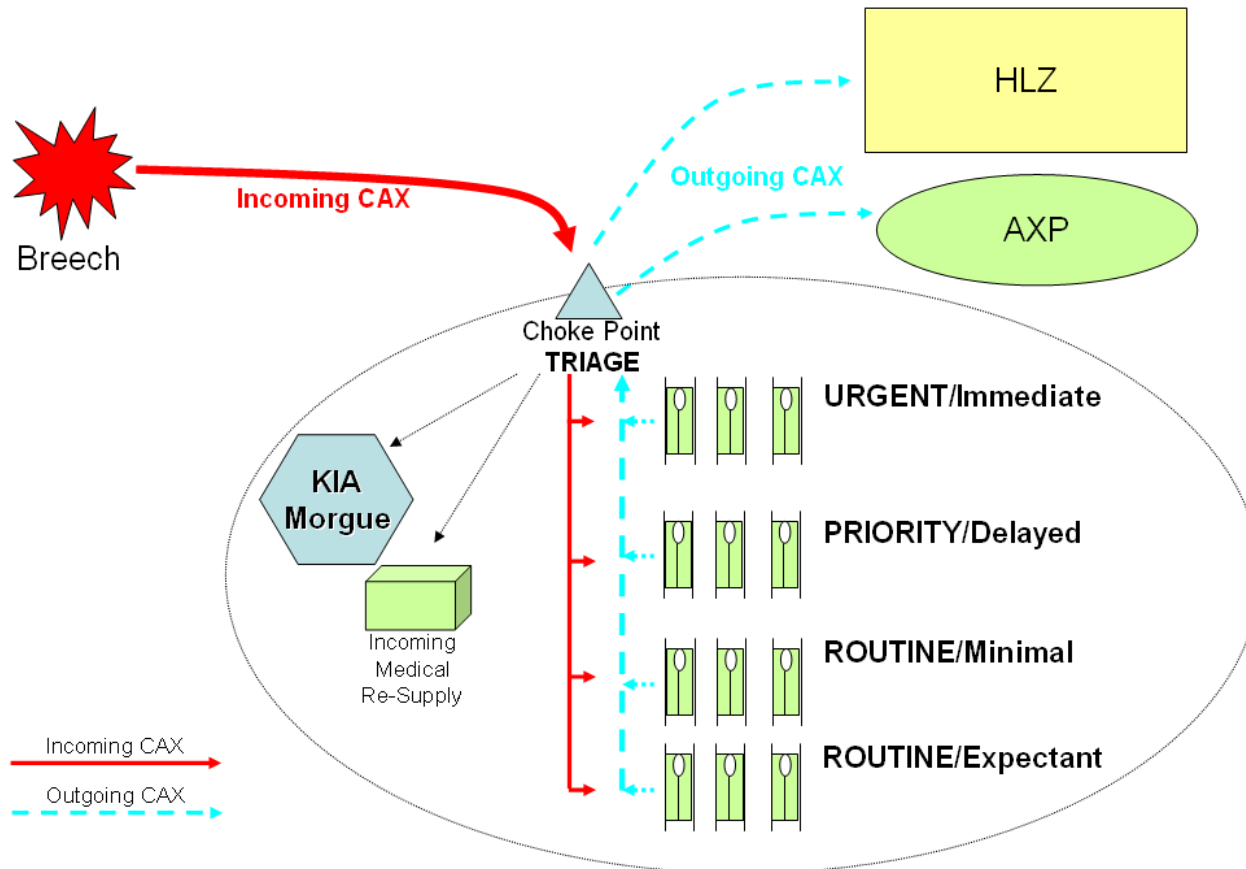 HLZ
Incoming CAX
Outgoing CAX
AXP
Breech
Choke Point
TRIAGE
URGENT/Immediate
KIA
Morgue
PRIORITY/Delayed
Incoming
Medical
Re-Supply
ROUTINE/Minimal
ROUTINE/Expectant
Incoming CAX
Outgoing CAX